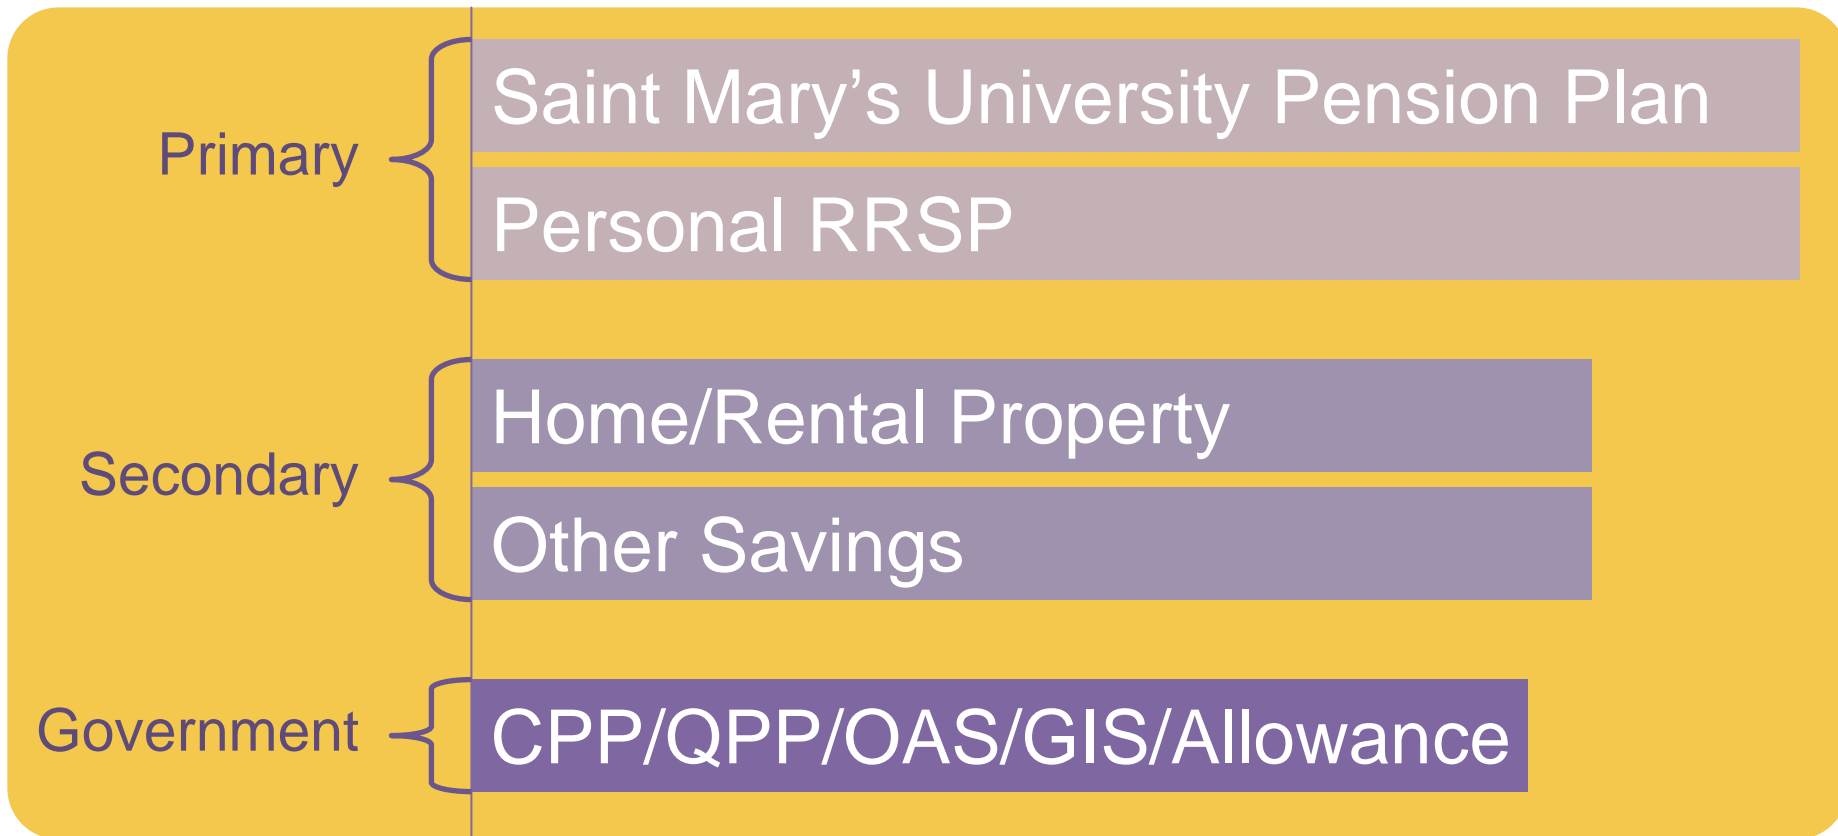 Primary
Saint Mary’s University Pension Plan
Personal RRSP
Secondary
Home/Rental Property
Other Savings
Government
CPP/QPP/OAS/GIS/Allowance